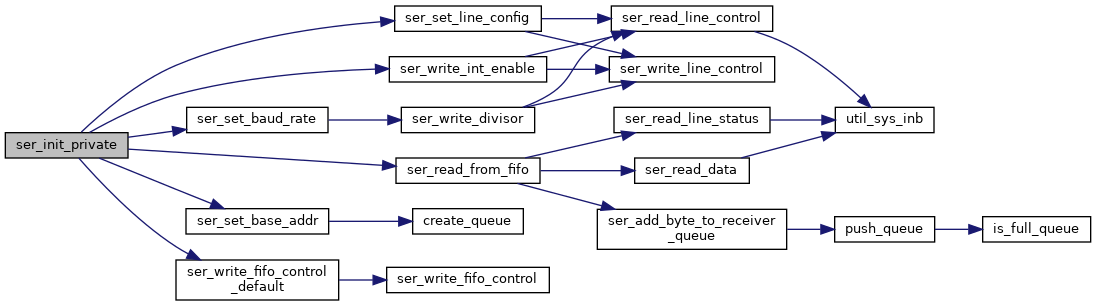 ser_init_private
ser_set_line_config
ser_write_int_enable
ser_set_baud_rate
ser_write_divisor
ser_read_from_fifo
ser_set_base_addr
create_queue
ser_write_fifo_control
_default
ser_write_fifo_control
ser_read_line_control
ser_write_line_control
ser_read_line_status
ser_read_data
ser_add_byte_to_receiver
_queue
util_sys_inb
push_queue
is_full_queue